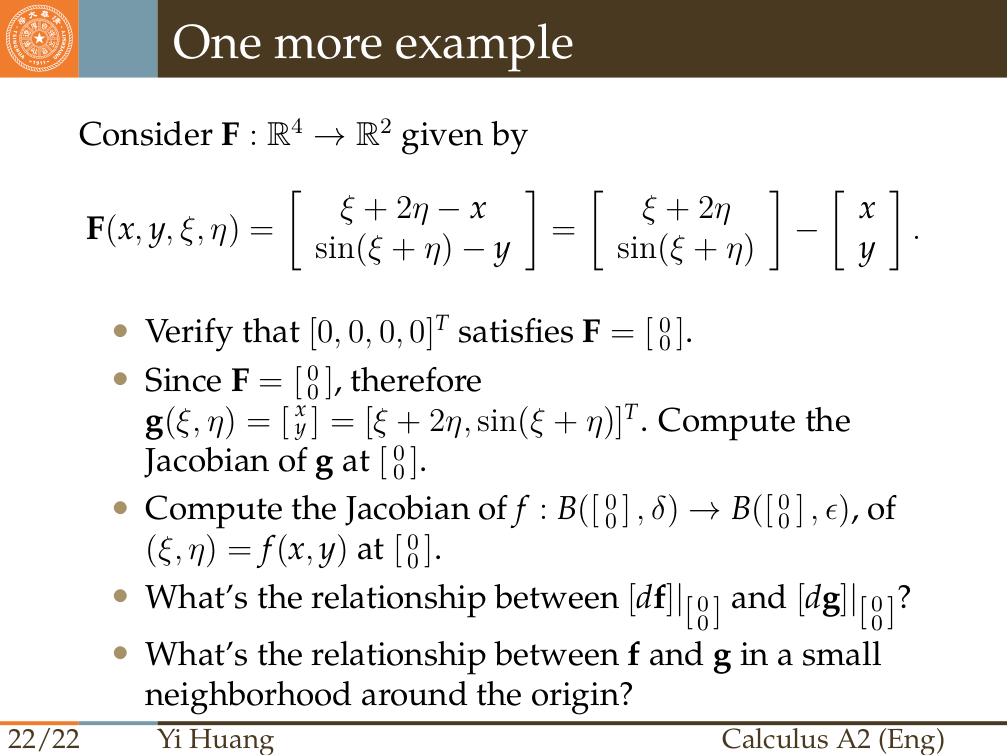 One more example
Consider F : ℝ⁴ → ℝ² given by
F(x, y, ξ, η) = [ ξ + 2η − x ; sin(ξ + η) − y ] = [ ξ + 2η ; sin(ξ + η) ] − [ x ; y ] .
• Verify that [0, 0, 0, 0]ᵀ satisfies F = [ 0 ; 0 ].
• Since F = [ 0 ; 0 ], therefore
g(ξ, η) = [ x ; y ] = [ξ + 2η, sin(ξ + η)]ᵀ. Compute the
Jacobian of g at [ 0 ; 0 ].
• Compute the Jacobian of f : B([ 0 ; 0 ] , δ) → B([ 0 ; 0 ] , ϵ), of
(ξ, η) = f(x, y) at [ 0 ; 0 ].
• What's the relationship between [df]|[ 0 ; 0 ] and [dg]|[ 0 ; 0 ]?
• What's the relationship between f and g in a small
neighborhood around the origin?
22/22 Yi Huang Calculus A2 (Eng)